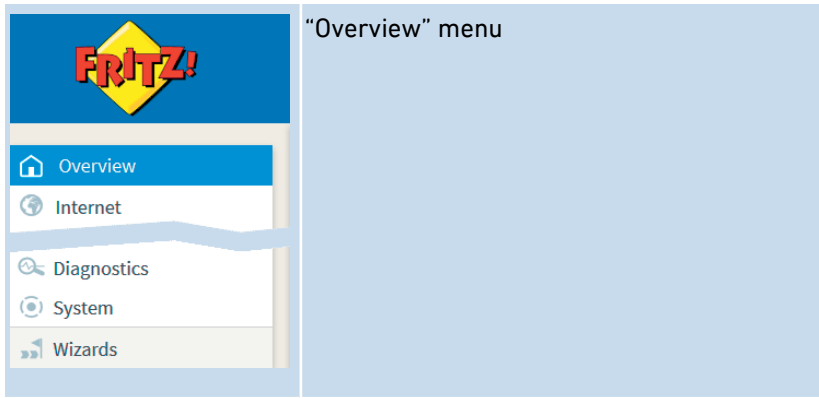 FRITZ!
“Overview” menu
Overview
Internet
Diagnostics
System
Wizards